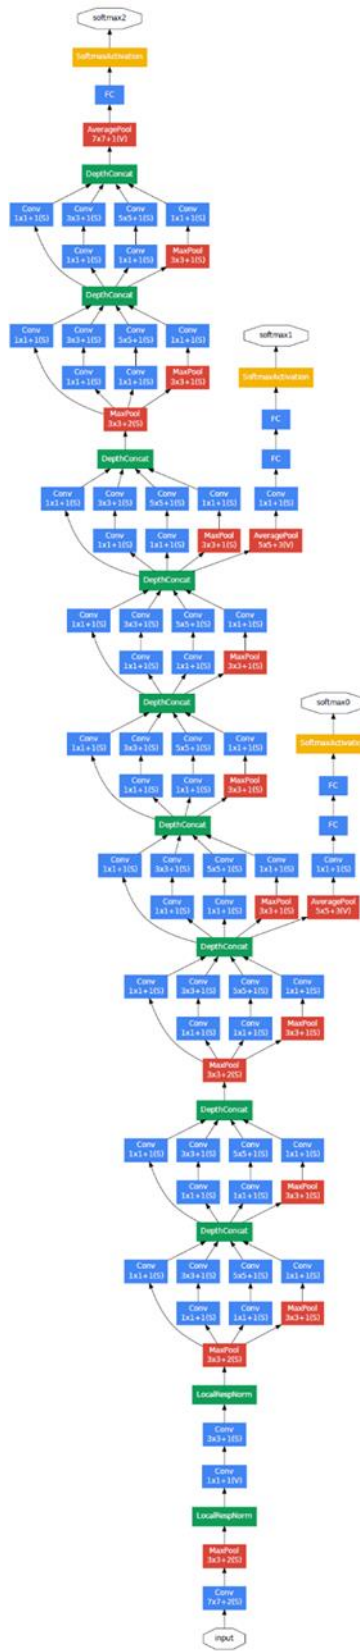 softmax2
SoftmaxActivation
FC
AveragePool
7x7+1(V)
DepthConcat
Conv Conv Conv Conv
1x1+1(S) 3x3+1(S) 5x5+1(S) 1x1+1(S)
Conv Conv MaxPool
1x1+1(S) 1x1+1(S) 3x3+1(S)
DepthConcat
softmax1
Conv Conv Conv Conv
1x1+1(S) 3x3+1(S) 5x5+1(S) 1x1+1(S)
SoftmaxActivation
Conv Conv MaxPool
1x1+1(S) 1x1+1(S) 3x3+1(S)
MaxPool
3x3+2(S)
FC
DepthConcat
FC
Conv Conv Conv Conv Conv
1x1+1(S) 3x3+1(S) 5x5+1(S) 1x1+1(S) 1x1+1(S)
Conv Conv MaxPool AveragePool
1x1+1(S) 1x1+1(S) 3x3+1(S) 5x5+3(V)
DepthConcat
Conv Conv Conv Conv
1x1+1(S) 3x3+1(S) 5x5+1(S) 1x1+1(S)
Conv Conv MaxPool
1x1+1(S) 1x1+1(S) 3x3+1(S)
DepthConcat
softmax0
Conv Conv Conv Conv
1x1+1(S) 3x3+1(S) 5x5+1(S) 1x1+1(S)
SoftmaxActivatio
Conv Conv MaxPool
1x1+1(S) 1x1+1(S) 3x3+1(S)
FC
DepthConcat
FC
Conv Conv Conv Conv Conv
1x1+1(S) 3x3+1(S) 5x5+1(S) 1x1+1(S) 1x1+1(S)
Conv Conv MaxPool AveragePool
1x1+1(S) 1x1+1(S) 3x3+1(S) 5x5+3(V)
DepthConcat
Conv Conv Conv Conv
1x1+1(S) 3x3+1(S) 5x5+1(S) 1x1+1(S)
Conv Conv MaxPool
1x1+1(S) 1x1+1(S) 3x3+1(S)
MaxPool
3x3+2(S)
DepthConcat
Conv Conv Conv Conv
1x1+1(S) 3x3+1(S) 5x5+1(S) 1x1+1(S)
Conv Conv MaxPool
1x1+1(S) 1x1+1(S) 3x3+1(S)
DepthConcat
Conv Conv Conv Conv
1x1+1(S) 3x3+1(S) 5x5+1(S) 1x1+1(S)
Conv Conv MaxPool
1x1+1(S) 1x1+1(S) 3x3+1(S)
MaxPool
3x3+2(S)
LocalRespNorm
Conv
3x3+1(S)
Conv
1x1+1(V)
LocalRespNorm
MaxPool
3x3+2(S)
Conv
7x7+2(S)
input